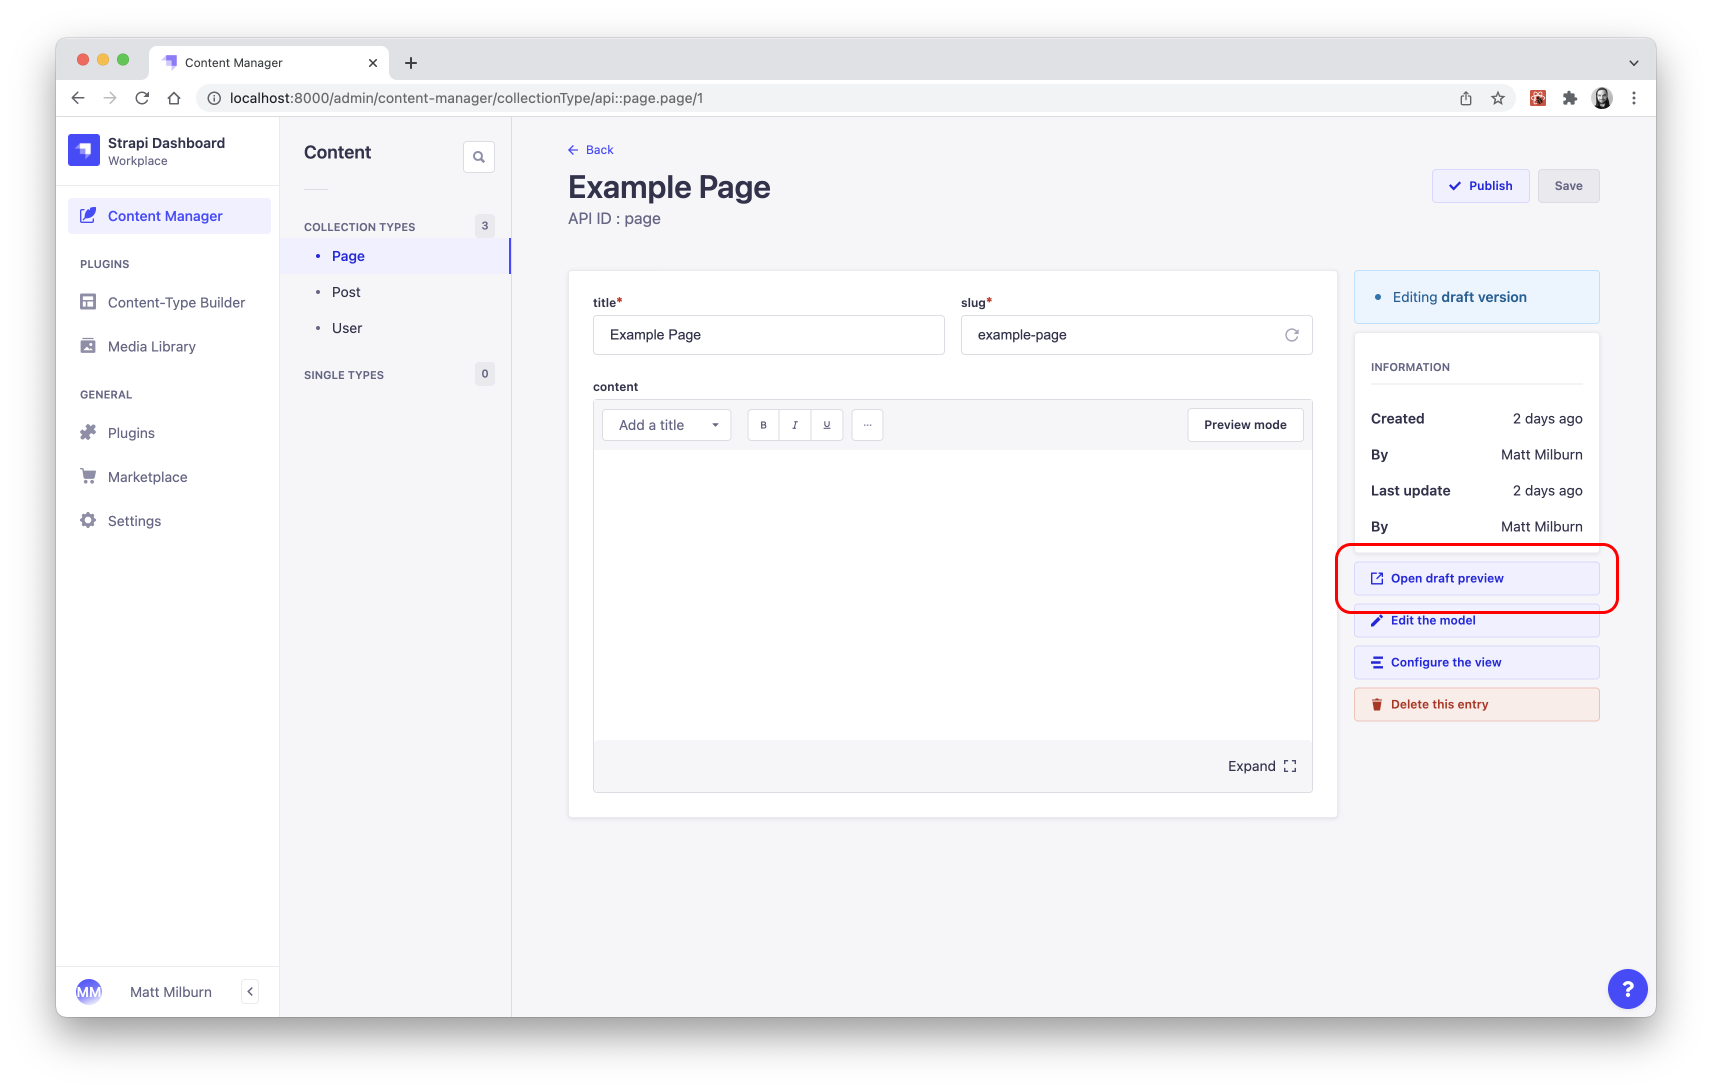 Content Manager
localhost:8000/admin/content-manager/collectionType/api::page.page/1
Strapi Dashboard
Workplace
Content Manager
PLUGINS
Content-Type Builder
Media Library
GENERAL
Plugins
Marketplace
Settings
MM
Matt Milburn
Content
COLLECTION TYPES 3
Page
Post
User
SINGLE TYPES 0
Back
Example Page
API ID : page
Publish
Save
title*
Example Page
slug*
example-page
content
Add a title
B I U ...
Preview mode
Expand
Editing draft version
INFORMATION
Created 2 days ago
By Matt Milburn
Last update 2 days ago
By Matt Milburn
Open draft preview
Edit the model
Configure the view
Delete this entry
?